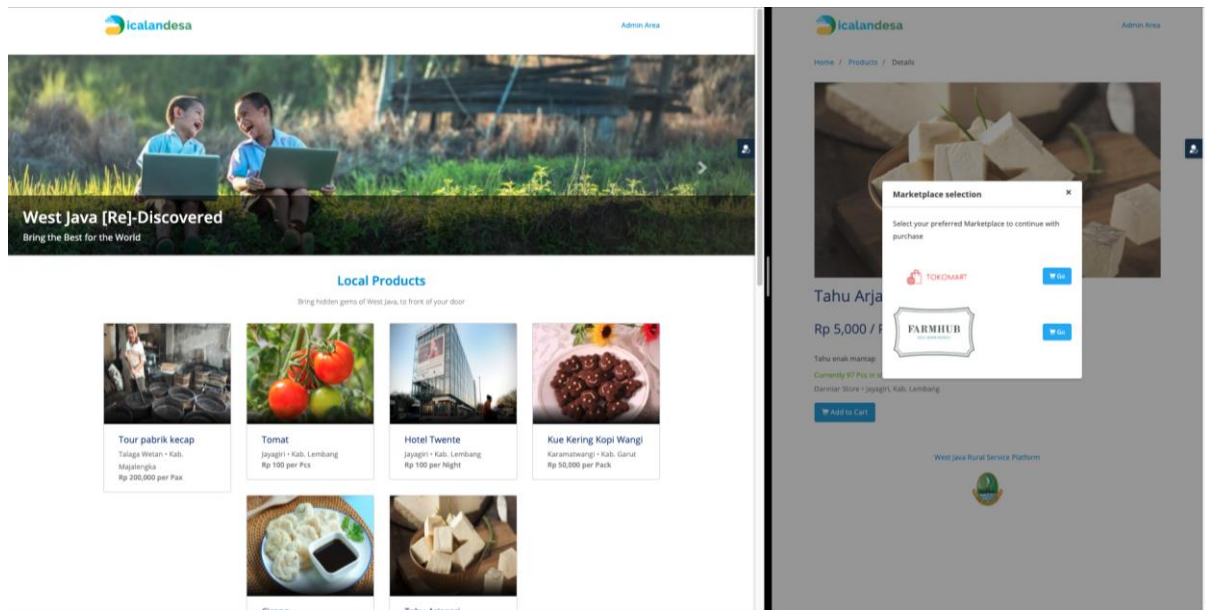 icalandesa
Admin Area
West Java [Re]-Discovered
Bring the Best for the World
Local Products
Bring hidden gems of West Java, to front of your door
Tour pabrik kecap
Talaga Wetan • Kab.
Majalengka
Rp 200,000 per Pax
Tomat
Jayagiri • Kab. Lembang
Rp 100 per Pcs
Hotel Twente
Jayagiri • Kab. Lembang
Rp 100 per Night
Kue Kering Kopi Wangi
Karamatwangi • Kab. Garut
Rp 50,000 per Pack
icalandesa
Admin Area
Home / Products / Details
Marketplace selection
×
Select your preferred Marketplace to continue with
purchase
TOKOMART
Go
FARMHUB
Go
Tahu Arja
Rp 5,000 /
Tahu enak mantap
Currently 97 Pcs in
Jayagiri, Kab. Lembang
Add to Cart
West Java Rural Service Platform